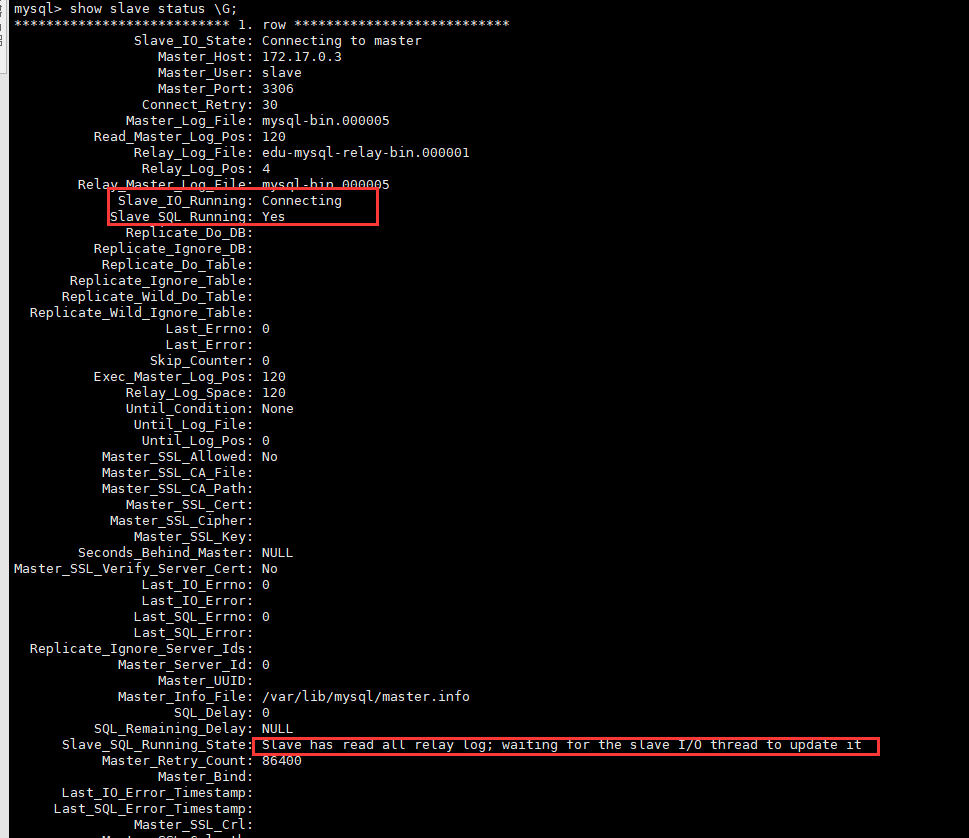 mysql> show slave status \G;
*************************** 1. row ***************************
Slave_IO_State: Connecting to master
Master_Host: 172.17.0.3
Master_User: slave
Master_Port: 3306
Connect_Retry: 30
Master_Log_File: mysql-bin.000005
Read_Master_Log_Pos: 120
Relay_Log_File: edu-mysql-relay-bin.000001
Relay_Log_Pos: 4
Relay_Master_Log_File: mysql-bin.000005
Slave_IO_Running: Connecting
Slave_SQL_Running: Yes
Replicate_Do_DB:
Replicate_Ignore_DB:
Replicate_Do_Table:
Replicate_Ignore_Table:
Replicate_Wild_Do_Table:
Replicate_Wild_Ignore_Table:
Last_Errno: 0
Last_Error:
Skip_Counter: 0
Exec_Master_Log_Pos: 120
Relay_Log_Space: 120
Until_Condition: None
Until_Log_File:
Until_Log_Pos: 0
Master_SSL_Allowed: No
Master_SSL_CA_File:
Master_SSL_CA_Path:
Master_SSL_Cert:
Master_SSL_Cipher:
Master_SSL_Key:
Seconds_Behind_Master: NULL
Master_SSL_Verify_Server_Cert: No
Last_IO_Errno: 0
Last_IO_Error:
Last_SQL_Errno: 0
Last_SQL_Error:
Replicate_Ignore_Server_Ids:
Master_Server_Id: 0
Master_UUID:
Master_Info_File: /var/lib/mysql/master.info
SQL_Delay: 0
SQL_Remaining_Delay: NULL
Slave_SQL_Running_State: Slave has read all relay log; waiting for the slave I/O thread to update it
Master_Retry_Count: 86400
Master_Bind:
Last_IO_Error_Timestamp:
Last_SQL_Error_Timestamp:
Master_SSL_Crl: